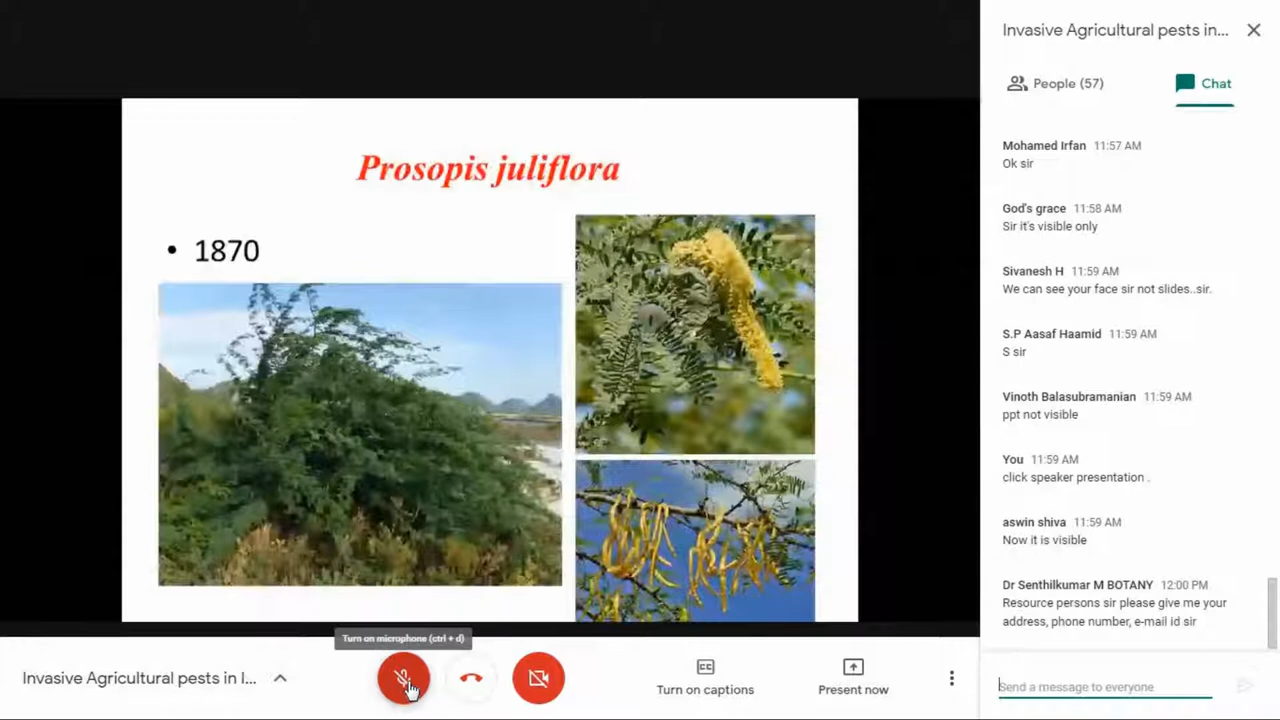 Prosopis juliflora
• 1870
Turn on microphone (ctrl + d)
Invasive Agricultural pests in I...
Turn on captions
Present now
Invasive Agricultural pests in...
People (57)
Chat
Mohamed Irfan 11:57 AM
Ok sir
God's grace 11:58 AM
Sir it's visible only
Sivanesh H 11:59 AM
We can see your face sir not slides..sir.
S.P Aasaf Haamid 11:59 AM
S sir
Vinoth Balasubramanian 11:59 AM
ppt not visible
You 11:59 AM
click speaker presentation .
aswin shiva 11:59 AM
Now it is visible
Dr Senthilkumar M BOTANY 12:00 PM
Resource persons sir please give me your
address, phone number, e-mail id sir
Send a message to everyone